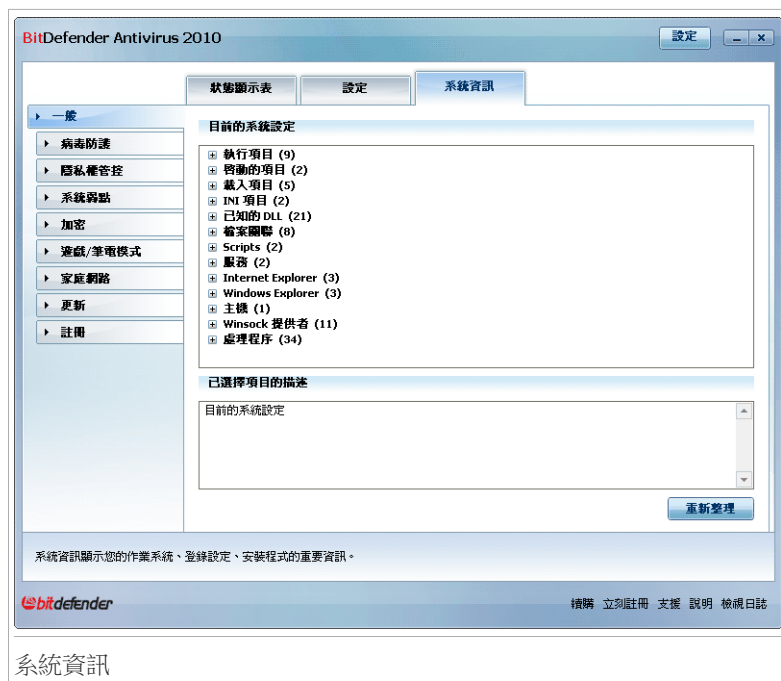 BitDefender Antivirus 2010
設定
狀態顯示表
設定
系統資訊
一般
病毒防護
隱私權管控
系統弱點
加密
遊戲/筆電模式
家庭網路
更新
註冊
目前的系統設定
執行項目 (9)
啓動的項目 (2)
載入項目 (5)
INI 項目 (2)
已知的 DLL (21)
檔案關聯 (8)
Scripts (2)
服務 (2)
Internet Explorer (3)
Windows Explorer (3)
主機 (1)
Winsock 提供者 (11)
處理程序 (34)
已選擇項目的描述
目前的系統設定
重新整理
系統資訊顯示您的作業系統、登錄設定、安裝程式的重要資訊。
bitdefender
續購 立刻註冊 支援 說明 檢視日誌
系統資訊